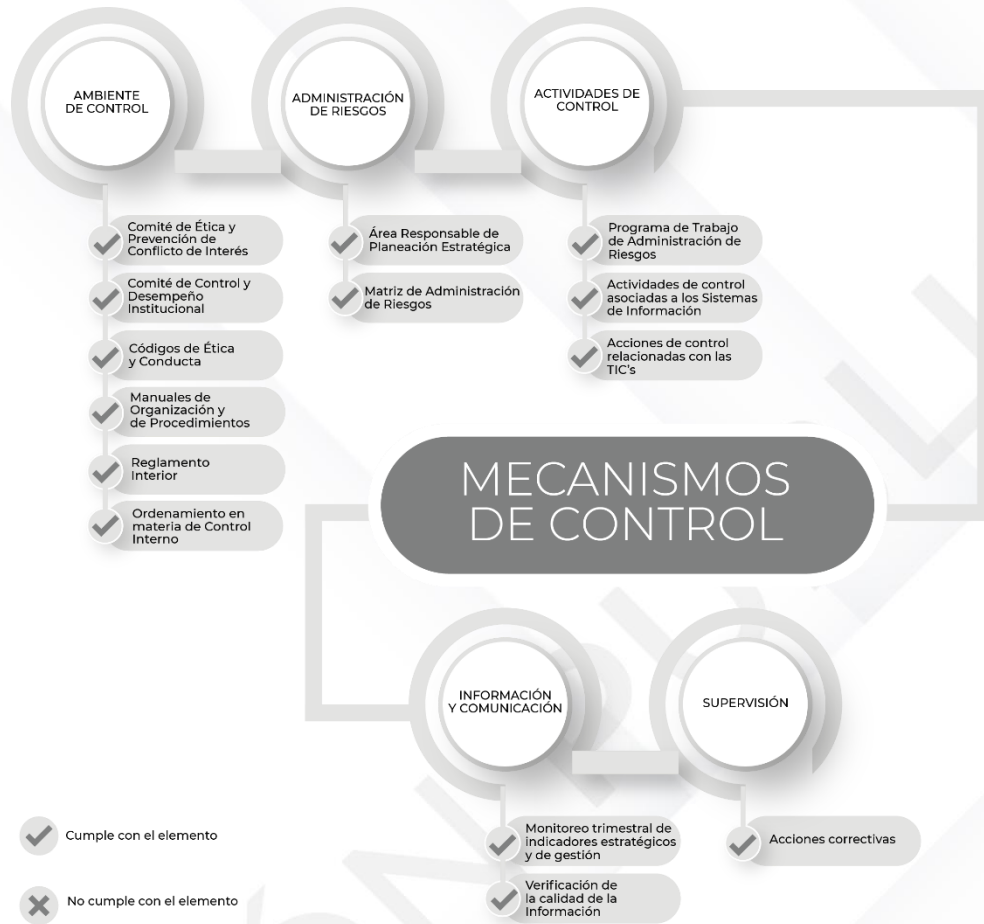 AMBIENTE
DE CONTROL
ADMINISTRACIÓN
DE RIESGOS
ACTIVIDADES DE
CONTROL
Comité de Ética y
Prevención de
Conflicto de Interés
Comité de Control y
Desempeño
Institucional
Códigos de Ética
y Conducta
Manuales de
Organización y
de Procedimientos
Reglamento
Interior
Ordenamiento en
materia de Control
Interno
Área Responsable de
Planeación Estratégica
Matriz de Administración
de Riesgos
Programa de Trabajo
de Administración de
Riesgos
Actividades de control
asociadas a los Sistemas
de Información
Acciones de control
relacionadas con las
TIC's
MECANISMOS
DE CONTROL
INFORMACIÓN
Y COMUNICACIÓN
SUPERVISIÓN
Monitoreo trimestral de
indicadores estratégicos
y de gestión
Verificación de
la calidad de la
Información
Acciones correctivas
Cumple con el elemento
No cumple con el elemento